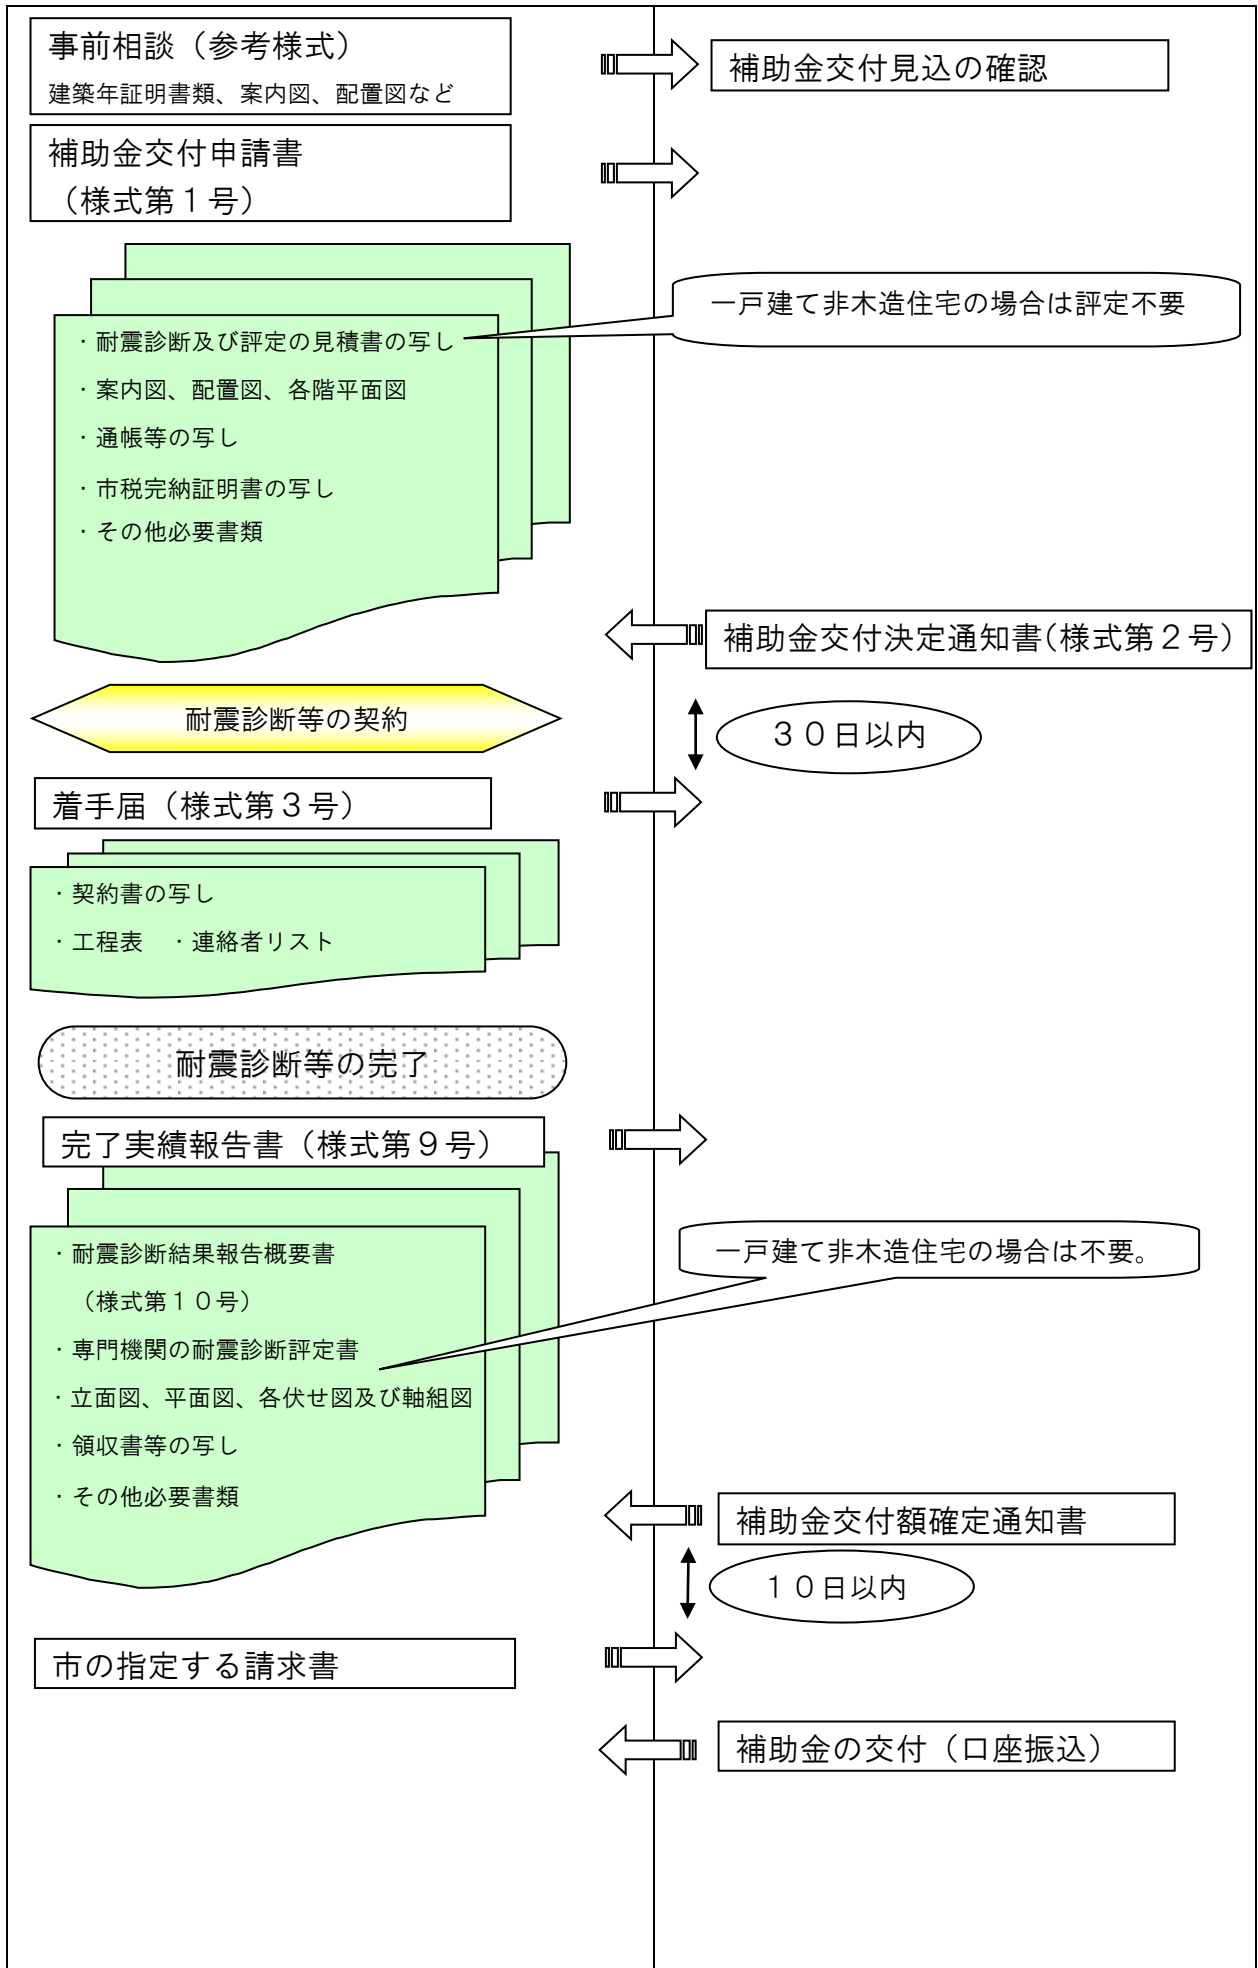 事前相談（参考様式）
建築年証明書類、案内図、配置図など
補助金交付見込の確認
補助金交付申請書
（様式第１号）
一戸建て非木造住宅の場合は評定不要
・耐震診断及び評定の見積書の写し
・案内図、配置図、各階平面図
・通帳等の写し
・市税完納証明書の写し
・その他必要書類
補助金交付決定通知書（様式第２号）
耐震診断等の契約
３０日以内
着手届（様式第３号）
・契約書の写し
・工程表　・連絡者リスト
耐震診断等の完了
完了実績報告書（様式第９号）
一戸建て非木造住宅の場合は不要。
・耐震診断結果報告概要書
（様式第１０号）
・専門機関の耐震診断評定書
・立面図、平面図、各伏せ図及び軸組図
・領収書等の写し
・その他必要書類
補助金交付額確定通知書
１０日以内
市の指定する請求書
補助金の交付（口座振込）